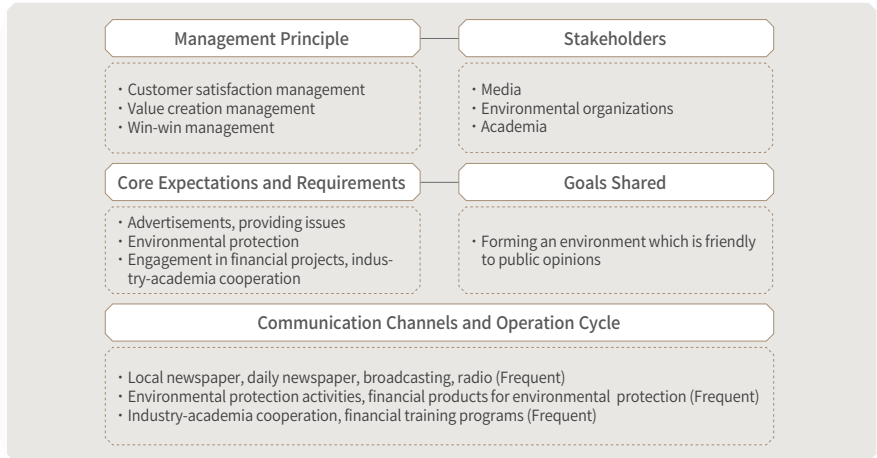 Management Principle
Stakeholders
・Customer satisfaction management
・Value creation management
・Win-win management
・Media
・Environmental organizations
・Academia
Core Expectations and Requirements
Goals Shared
・Advertisements, providing issues
・Environmental protection
・Engagement in financial projects, indus-
try-academia cooperation
・Forming an environment which is friendly
to public opinions
Communication Channels and Operation Cycle
・Local newspaper, daily newspaper, broadcasting, radio (Frequent)
・Environmental protection activities, financial products for environmental protection (Frequent)
・Industry-academia cooperation, financial training programs (Frequent)